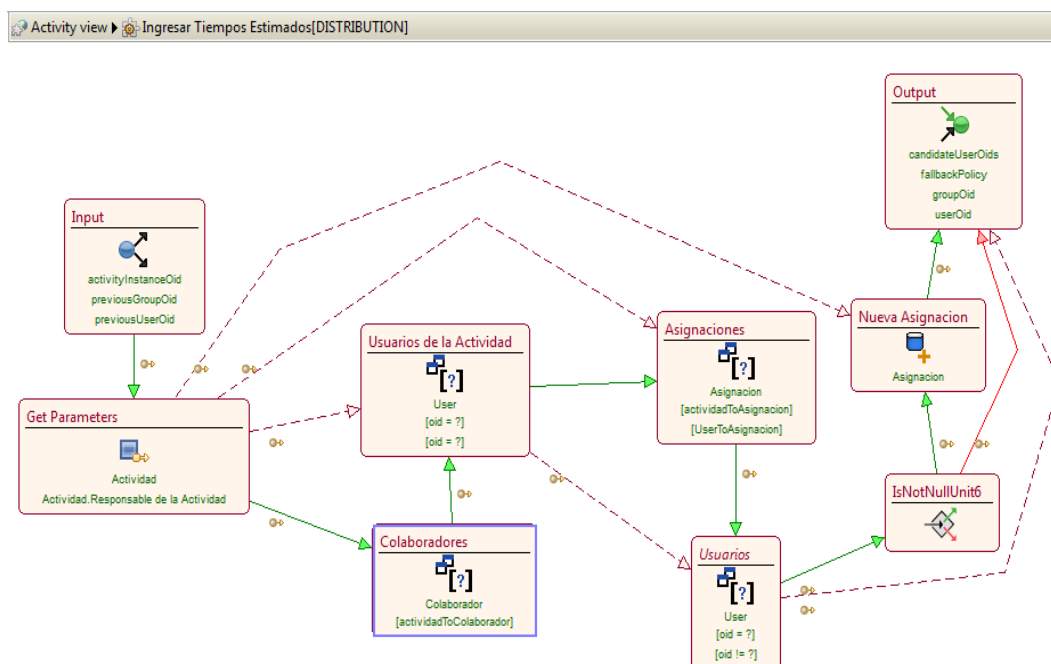 Activity view Ingresar Tiempos Estimados[DISTRIBUTION]
Output
candidateUserOids
fallbackPolicy
groupOid
userOid
Input
activityInstanceOid
previousGroupOid
previousUserOid
Nueva Asignacion
Asignacion
Usuarios de la Actividad
[?]
User
[oid = ?]
[oid = ?]
Asignaciones
[?]
Asignacion
[actividadToAsignacion]
[UserToAsignacion]
Get Parameters
Actividad
Actividad.Responsable de la Actividad
IsNotNullUnit6
Colaboradores
[?]
Colaborador
[actividadToColaborador]
Usuarios
[?]
User
[oid = ?]
[oid != ?]